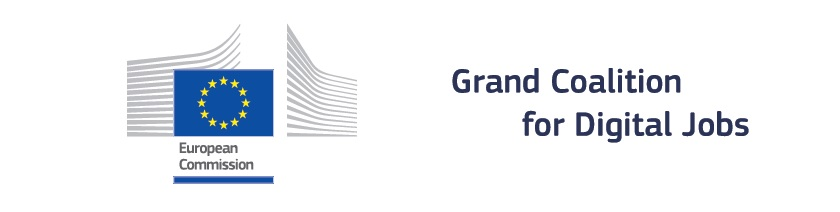 European
Commission
Grand Coalition
for Digital Jobs